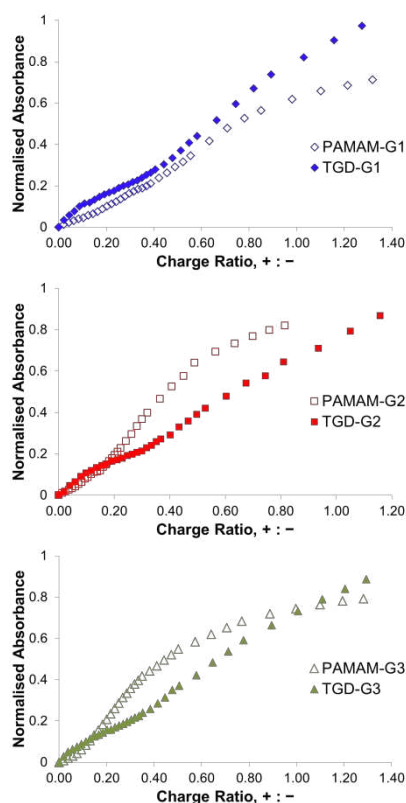 Normalised Absorbance
1
0.8
0.6
0.4
0.2
0
0.00 0.20 0.40 0.60 0.80 1.00 1.20 1.40
Charge Ratio, + : −
PAMAM-G1
TGD-G1
Normalised Absorbance
1
0.8
0.6
0.4
0.2
0
0.00 0.20 0.40 0.60 0.80 1.00 1.20
Charge Ratio, + : −
PAMAM-G2
TGD-G2
Normalised Absorbance
1
0.8
0.6
0.4
0.2
0
0.00 0.20 0.40 0.60 0.80 1.00 1.20 1.40
Charge Ratio, + : −
PAMAM-G3
TGD-G3